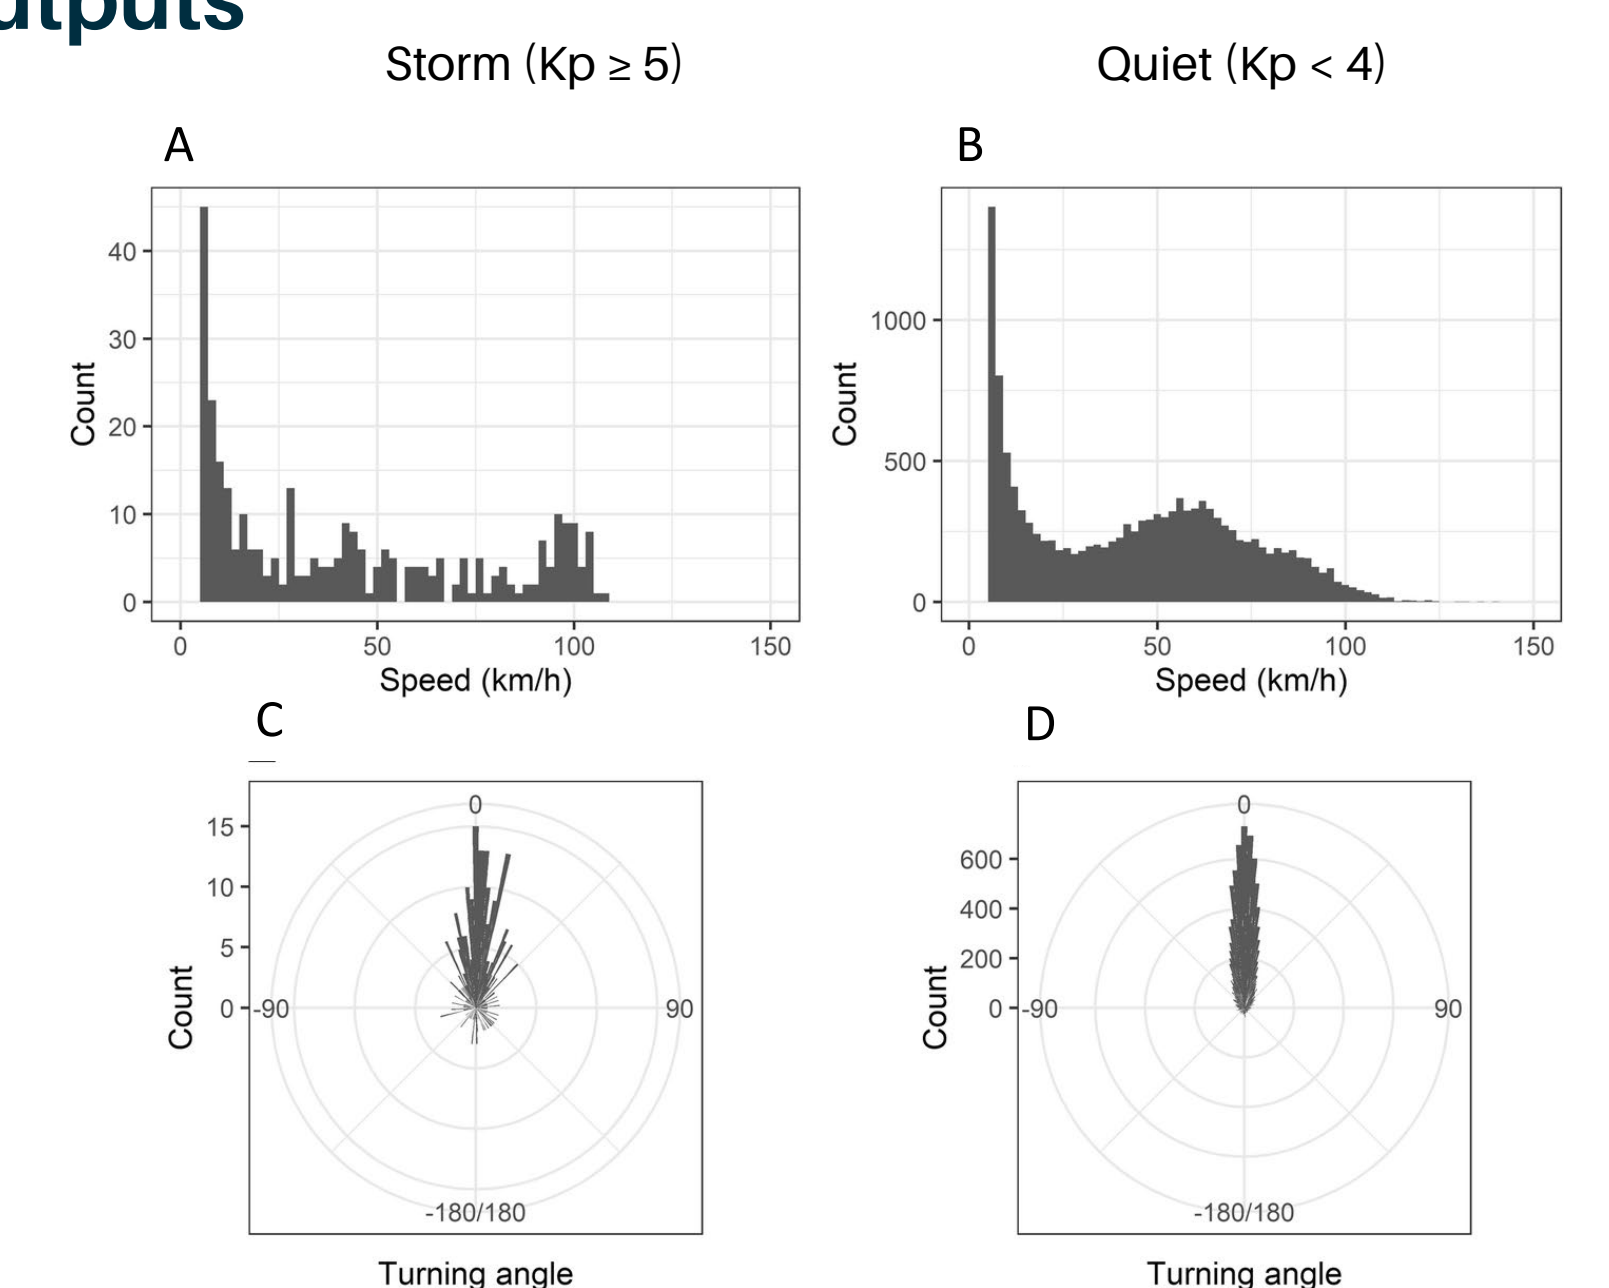 utputs
Storm (Kp ≥ 5)
Quiet (Kp < 4)
A
B
40
30
20
10
0
Count
0
50
100
150
Speed (km/h)
1000
500
0
Count
0
50
100
150
Speed (km/h)
C
D
15
10
5
0
Count
0
-90
90
-180/180
Turning angle
600
400
200
0
Count
0
-90
90
-180/180
Turning angle